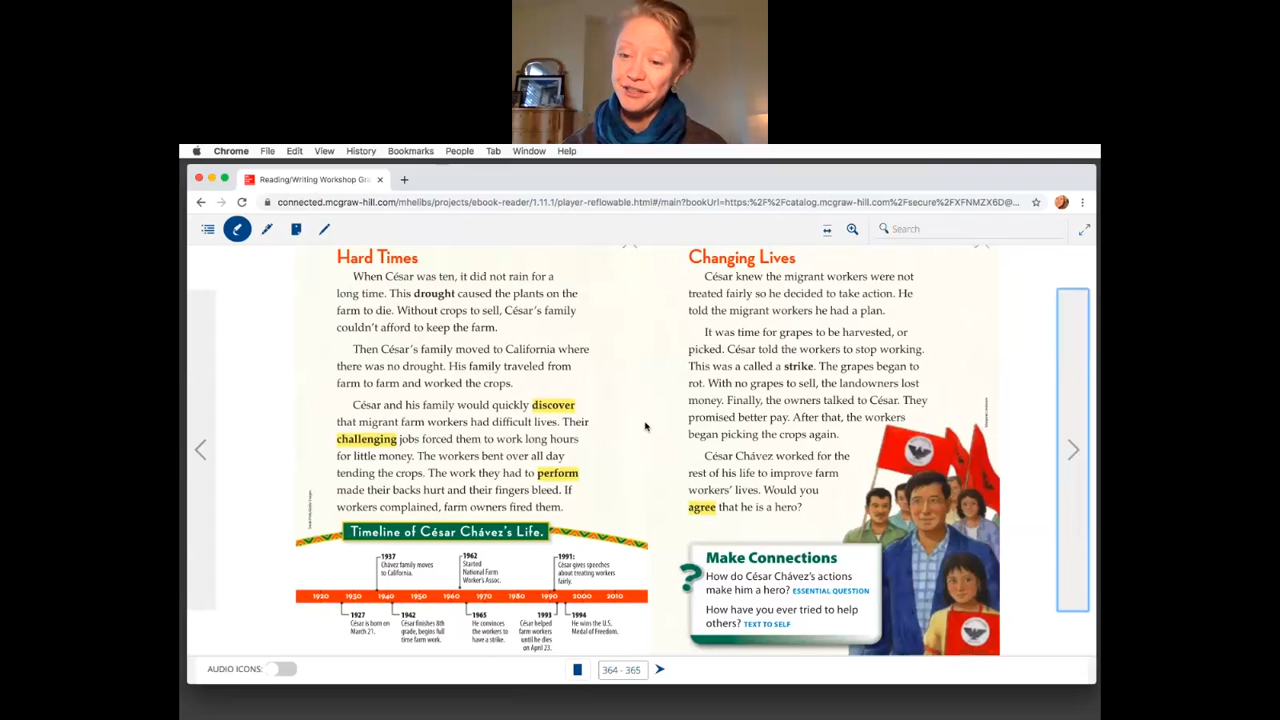 Chrome File Edit View History Bookmarks People Tab Window Help
Reading/Writing Workshop Gra
connected.mcgraw-hill.com/mhelibs/projects/ebook-reader/1.11.1/player-reflowable.html#/main?bookUrl=https:%2F%2Fcatalog.mcgraw-hill.com%2Fsecure%2FXFNMZX6D@...
Search
Hard Times
When César was ten, it did not rain for a
long time. This drought caused the plants on the
farm to die. Without crops to sell, César's family
couldn't afford to keep the farm.
Then César's family moved to California where
there was no drought. His family traveled from
farm to farm and worked the crops.
César and his family would quickly discover
that migrant farm workers had difficult lives. Their
challenging jobs forced them to work long hours
for little money. The workers bent over all day
tending the crops. The work they had to perform
made their backs hurt and their fingers bleed. If
workers complained, farm owners fired them.
Timeline of César Chávez's Life.
1937
Chávez family moves
to California.
1962
Started
National Farm
Worker's Assoc.
1991:
César gives speeches
about treating workers
fairly.
1920 1930 1940 1950 1960 1970 1980 1990 2000 2010
1927
César is born on
March 21.
1942
César finishes 8th
grade, begins full
time farm work.
1965
He convinces
the workers to
have a strike.
1993
César helped
farm workers
until he dies
on April 23.
1994
He wins the U.S.
Medal of Freedom.
Changing Lives
César knew the migrant workers were not
treated fairly so he decided to take action. He
told the migrant workers he had a plan.
It was time for grapes to be harvested, or
picked. César told the workers to stop working.
This was a called a strike. The grapes began to
rot. With no grapes to sell, the landowners lost
money. Finally, the owners talked to César. They
promised better pay. After that, the workers
began picking the crops again.
César Chávez worked for the
rest of his life to improve farm
workers' lives. Would you
agree that he is a hero?
?
Make Connections
How do César Chávez's actions
make him a hero? ESSENTIAL QUESTION
How have you ever tried to help
others? TEXT TO SELF
AUDIO ICONS:
364 - 365